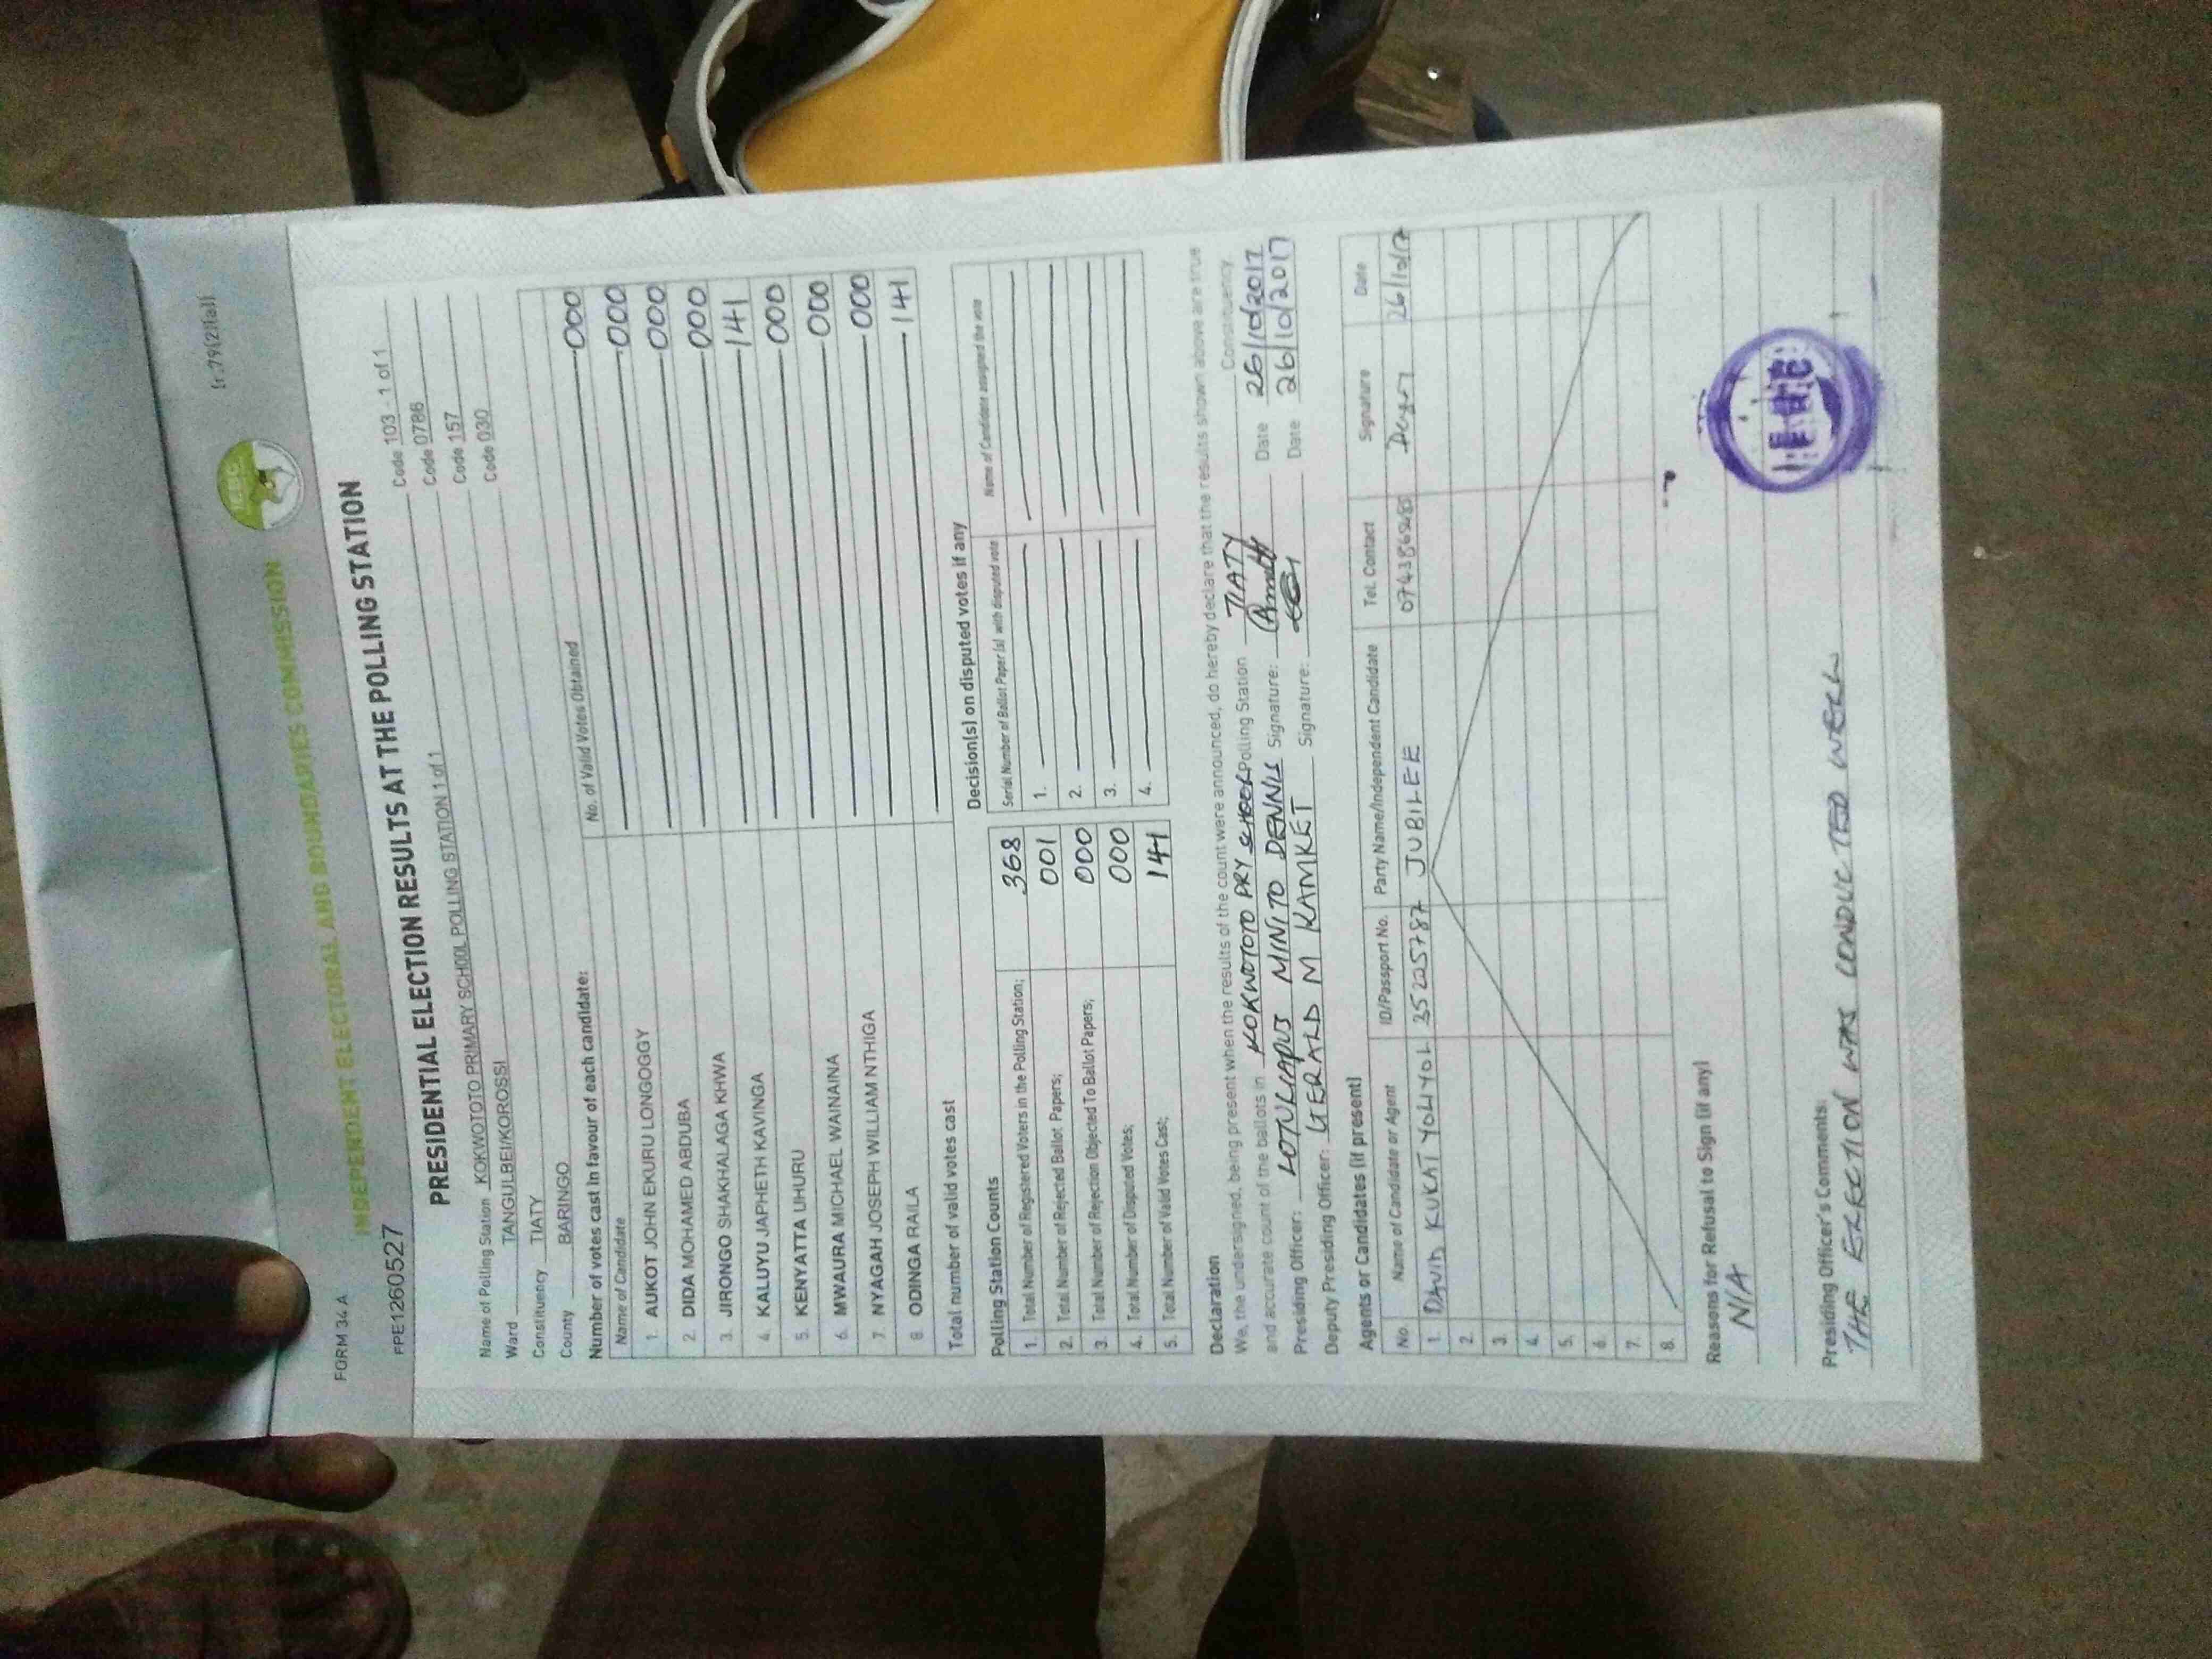 FORM 34 A
(r.79(2)(a))
IEBC
INDEPENDENT ELECTORAL AND BOUNDARIES COMMISSION
PPE1260527
PRESIDENTIAL ELECTION RESULTS AT THE POLLING STATION
Name of Polling Station KOKWOTOTO PRIMARY SCHOOL POLLING STATION 1 of 1 Code 103 1 of 1
Ward TANGULBEI/KOROSSI Code 0786
Constituency TIATY Code 157
County BARINGO Code 030
Number of votes cast in favour of each candidate:
Name of Candidate No. of Valid Votes Obtained
1. AUKOT JOHN EKURU LONGOGGY 000
2. DIDA MOHAMED ABDUBA 000
3. JIRONGO SHAKHALAGA KHWA 000
4. KALUYU JAPHETH KAVINGA 000
5. KENYATTA UHURU 141
6. MWAURA MICHAEL WAINAINA 000
7. NYAGAH JOSEPH WILLIAM NTHIGA 000
8. ODINGA RAILA 000
Total number of valid votes cast 141
Polling Station Counts
1. Total Number of Registered Voters in the Polling Station; 368
2. Total Number of Rejected Ballot Papers; 001
3. Total Number of Rejection Objected To Ballot Papers; 000
4. Total Number of Disputed Votes; 000
5. Total Number of Valid Votes Cast; 141
Decision(s) on disputed votes if any
Serial Number of Ballot Paper (s) with disputed vote Name of Candidate assigned the vote
1.
2.
3.
4.
Declaration
We, the undersigned, being present when the results of the count were announced, do hereby declare that the results shown above are true
and accurate count of the ballots in KOKWOTOTO PRY SCHOOL Polling Station TIATY Constituency
Presiding Officer: LOTULIAPUS MINITO DENNIS Signature: Date 26/10/2017
Deputy Presiding Officer: GERALD M KAMKET Signature: Date 26/10/2017
Agents or Candidates (if present)
No. Name of Candidate or Agent ID/Passport No. Party Name/Independent Candidate Tel. Contact Signature Date
1. DAVID KUKAT YOLIYOL 35225787 JUBILEE 26/10/17
2.
3.
4.
5.
6.
7.
8.
Reasons for Refusal to Sign (if any)
N/A
Presiding Officer's Comments:
THE ERECTION WAS CONDUCTED WELL
IEBC